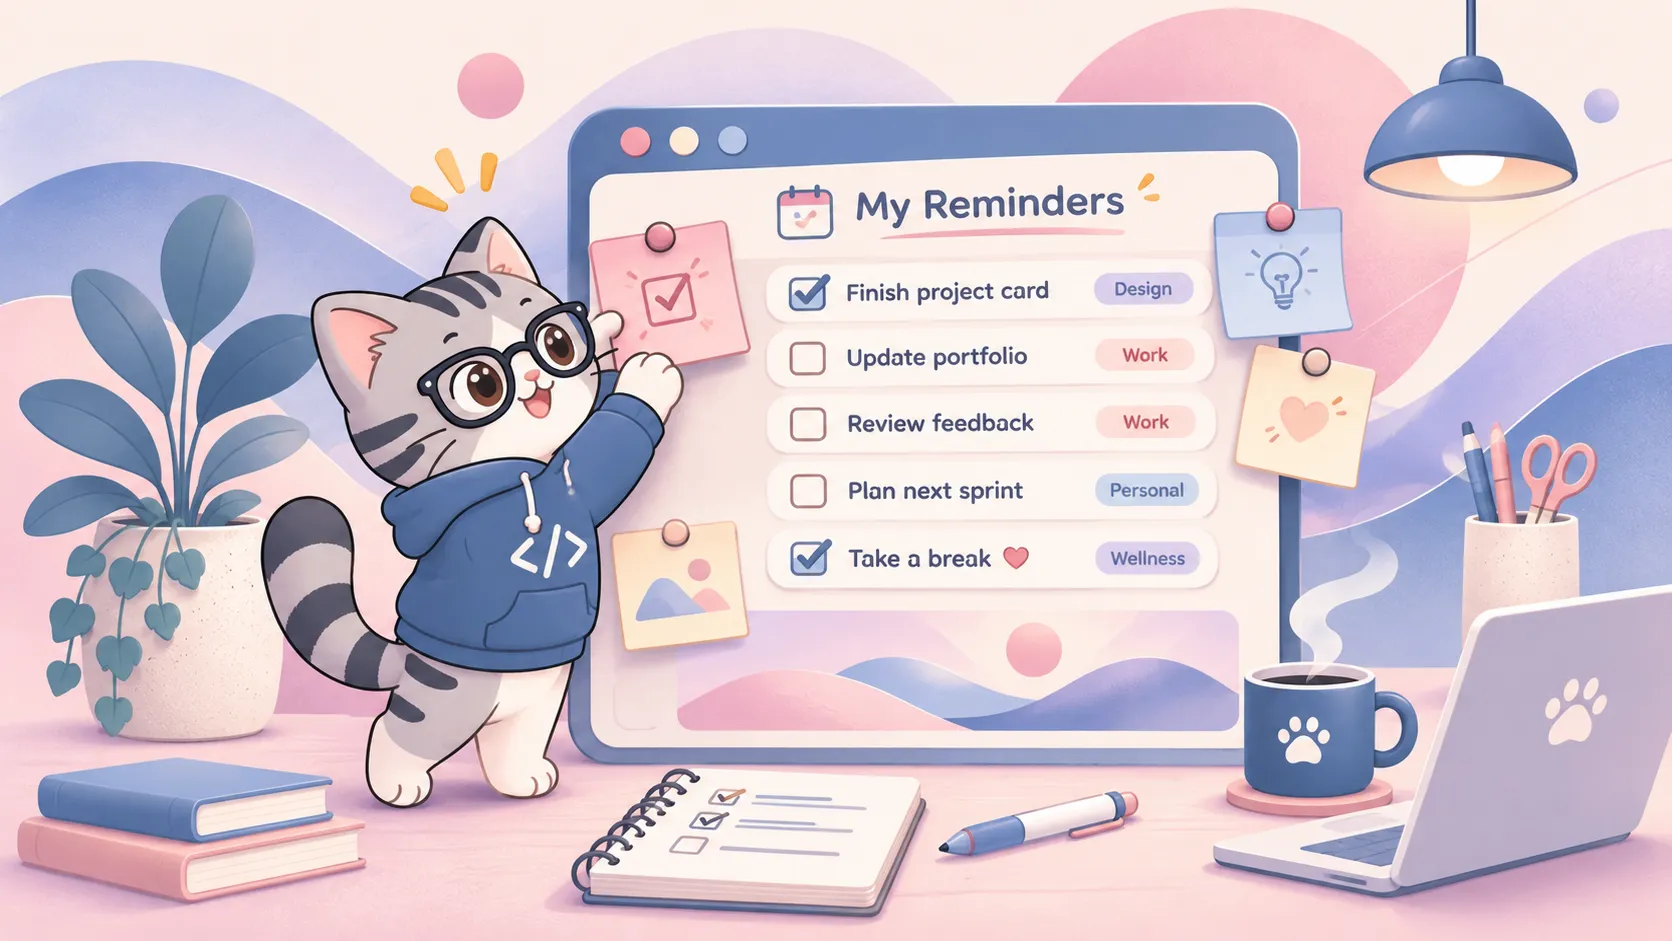 My Reminders
Finish project card Design
Update portfolio Work
Review feedback Work
Plan next sprint Personal
Take a break Wellness
</>